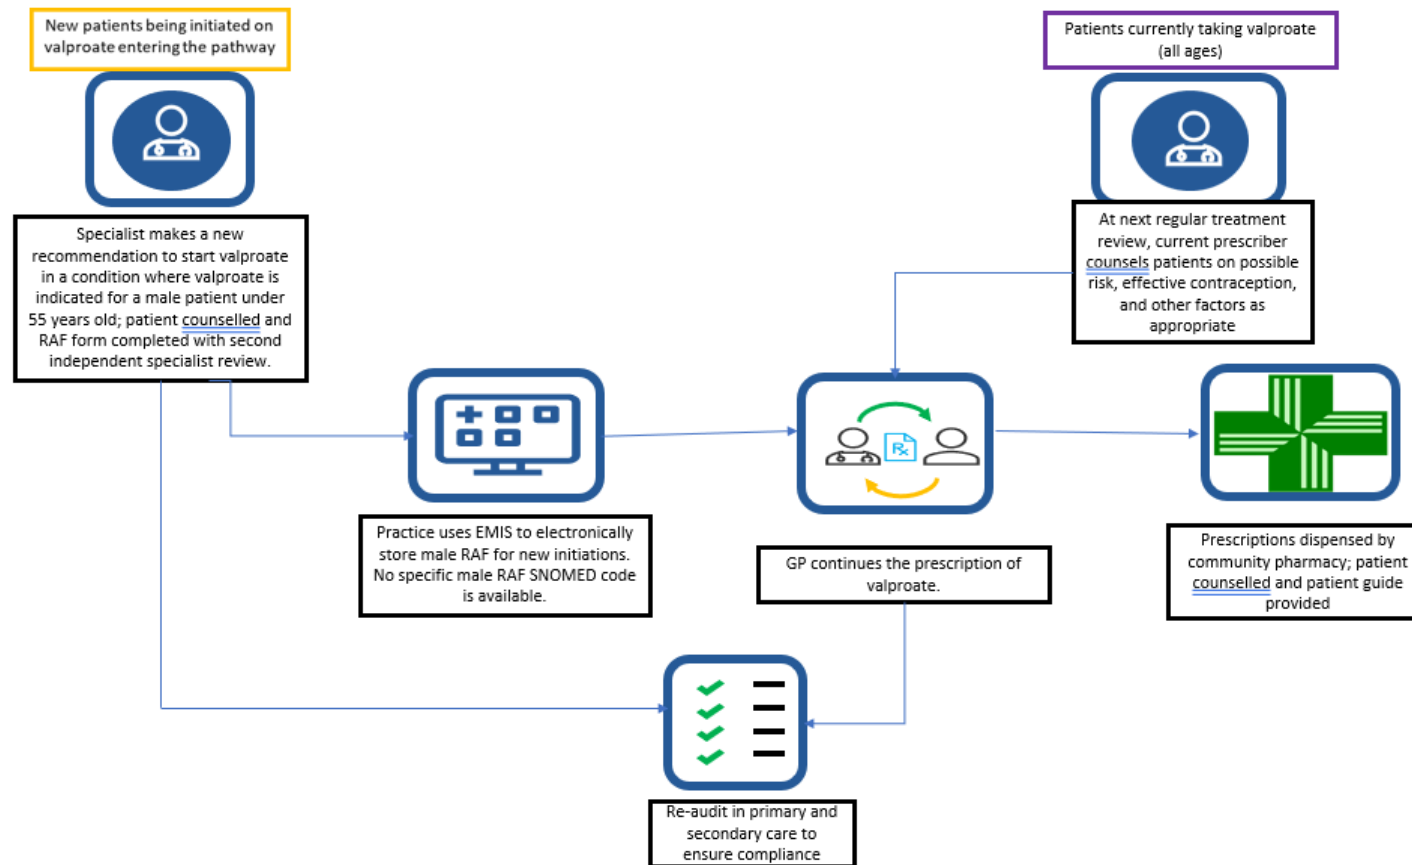 New patients being initiated on
valproate entering the pathway
Patients currently taking valproate
(all ages)
Specialist makes a new
recommendation to start valproate
in a condition where valproate is
indicated for a male patient under
55 years old; patient counselled and
RAF form completed with second
independent specialist review.
At next regular treatment
review, current prescriber
counsels patients on possible
risk, effective contraception,
and other factors as
appropriate
Rx
Practice uses EMIS to electronically
store male RAF for new initiations.
No specific male RAF SNOMED code
is available.
GP continues the prescription of
valproate.
Prescriptions dispensed by
community pharmacy; patient
counselled and patient guide
provided
Re-audit in primary and
secondary care to
ensure compliance